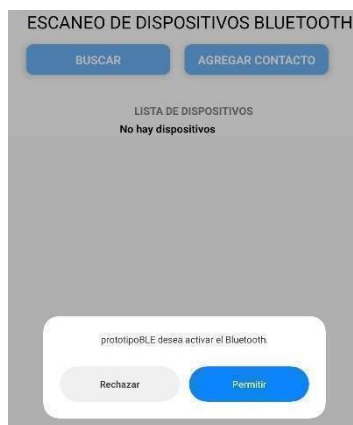 ESCANEO DE DISPOSITIVOS BLUETOOTH
BUSCAR AGREGAR CONTACTO
LISTA DE DISPOSITIVOS
No hay dispositivos
prototipoBLE desea activar el Bluetooth.
Rechazar Permitir